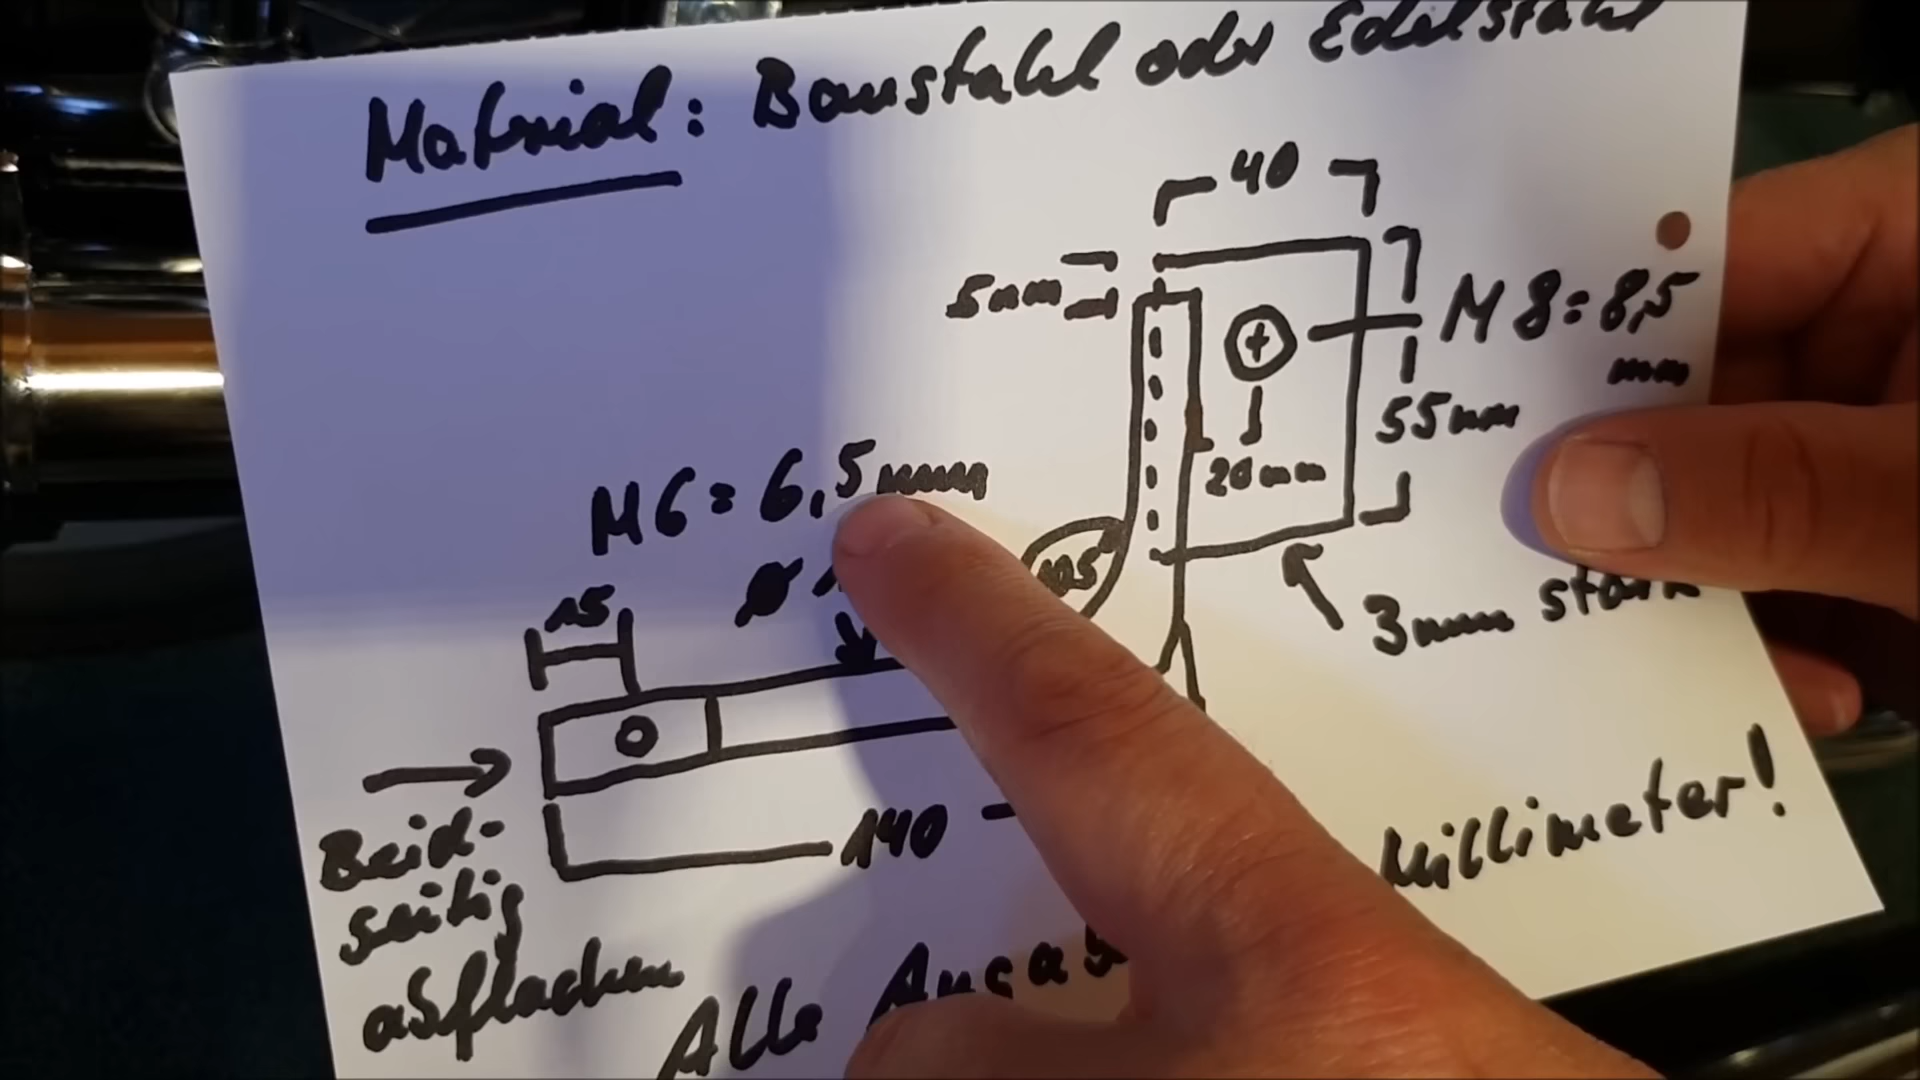 Material: Baustahl oder Edelstahl
40
5mm
M8=8,5
mm
55mm
20mm
M6=6,5mm
105°
3mm stark
Ø
15
140
Beid-
seitig
abflachen
Alle
Millimeter!